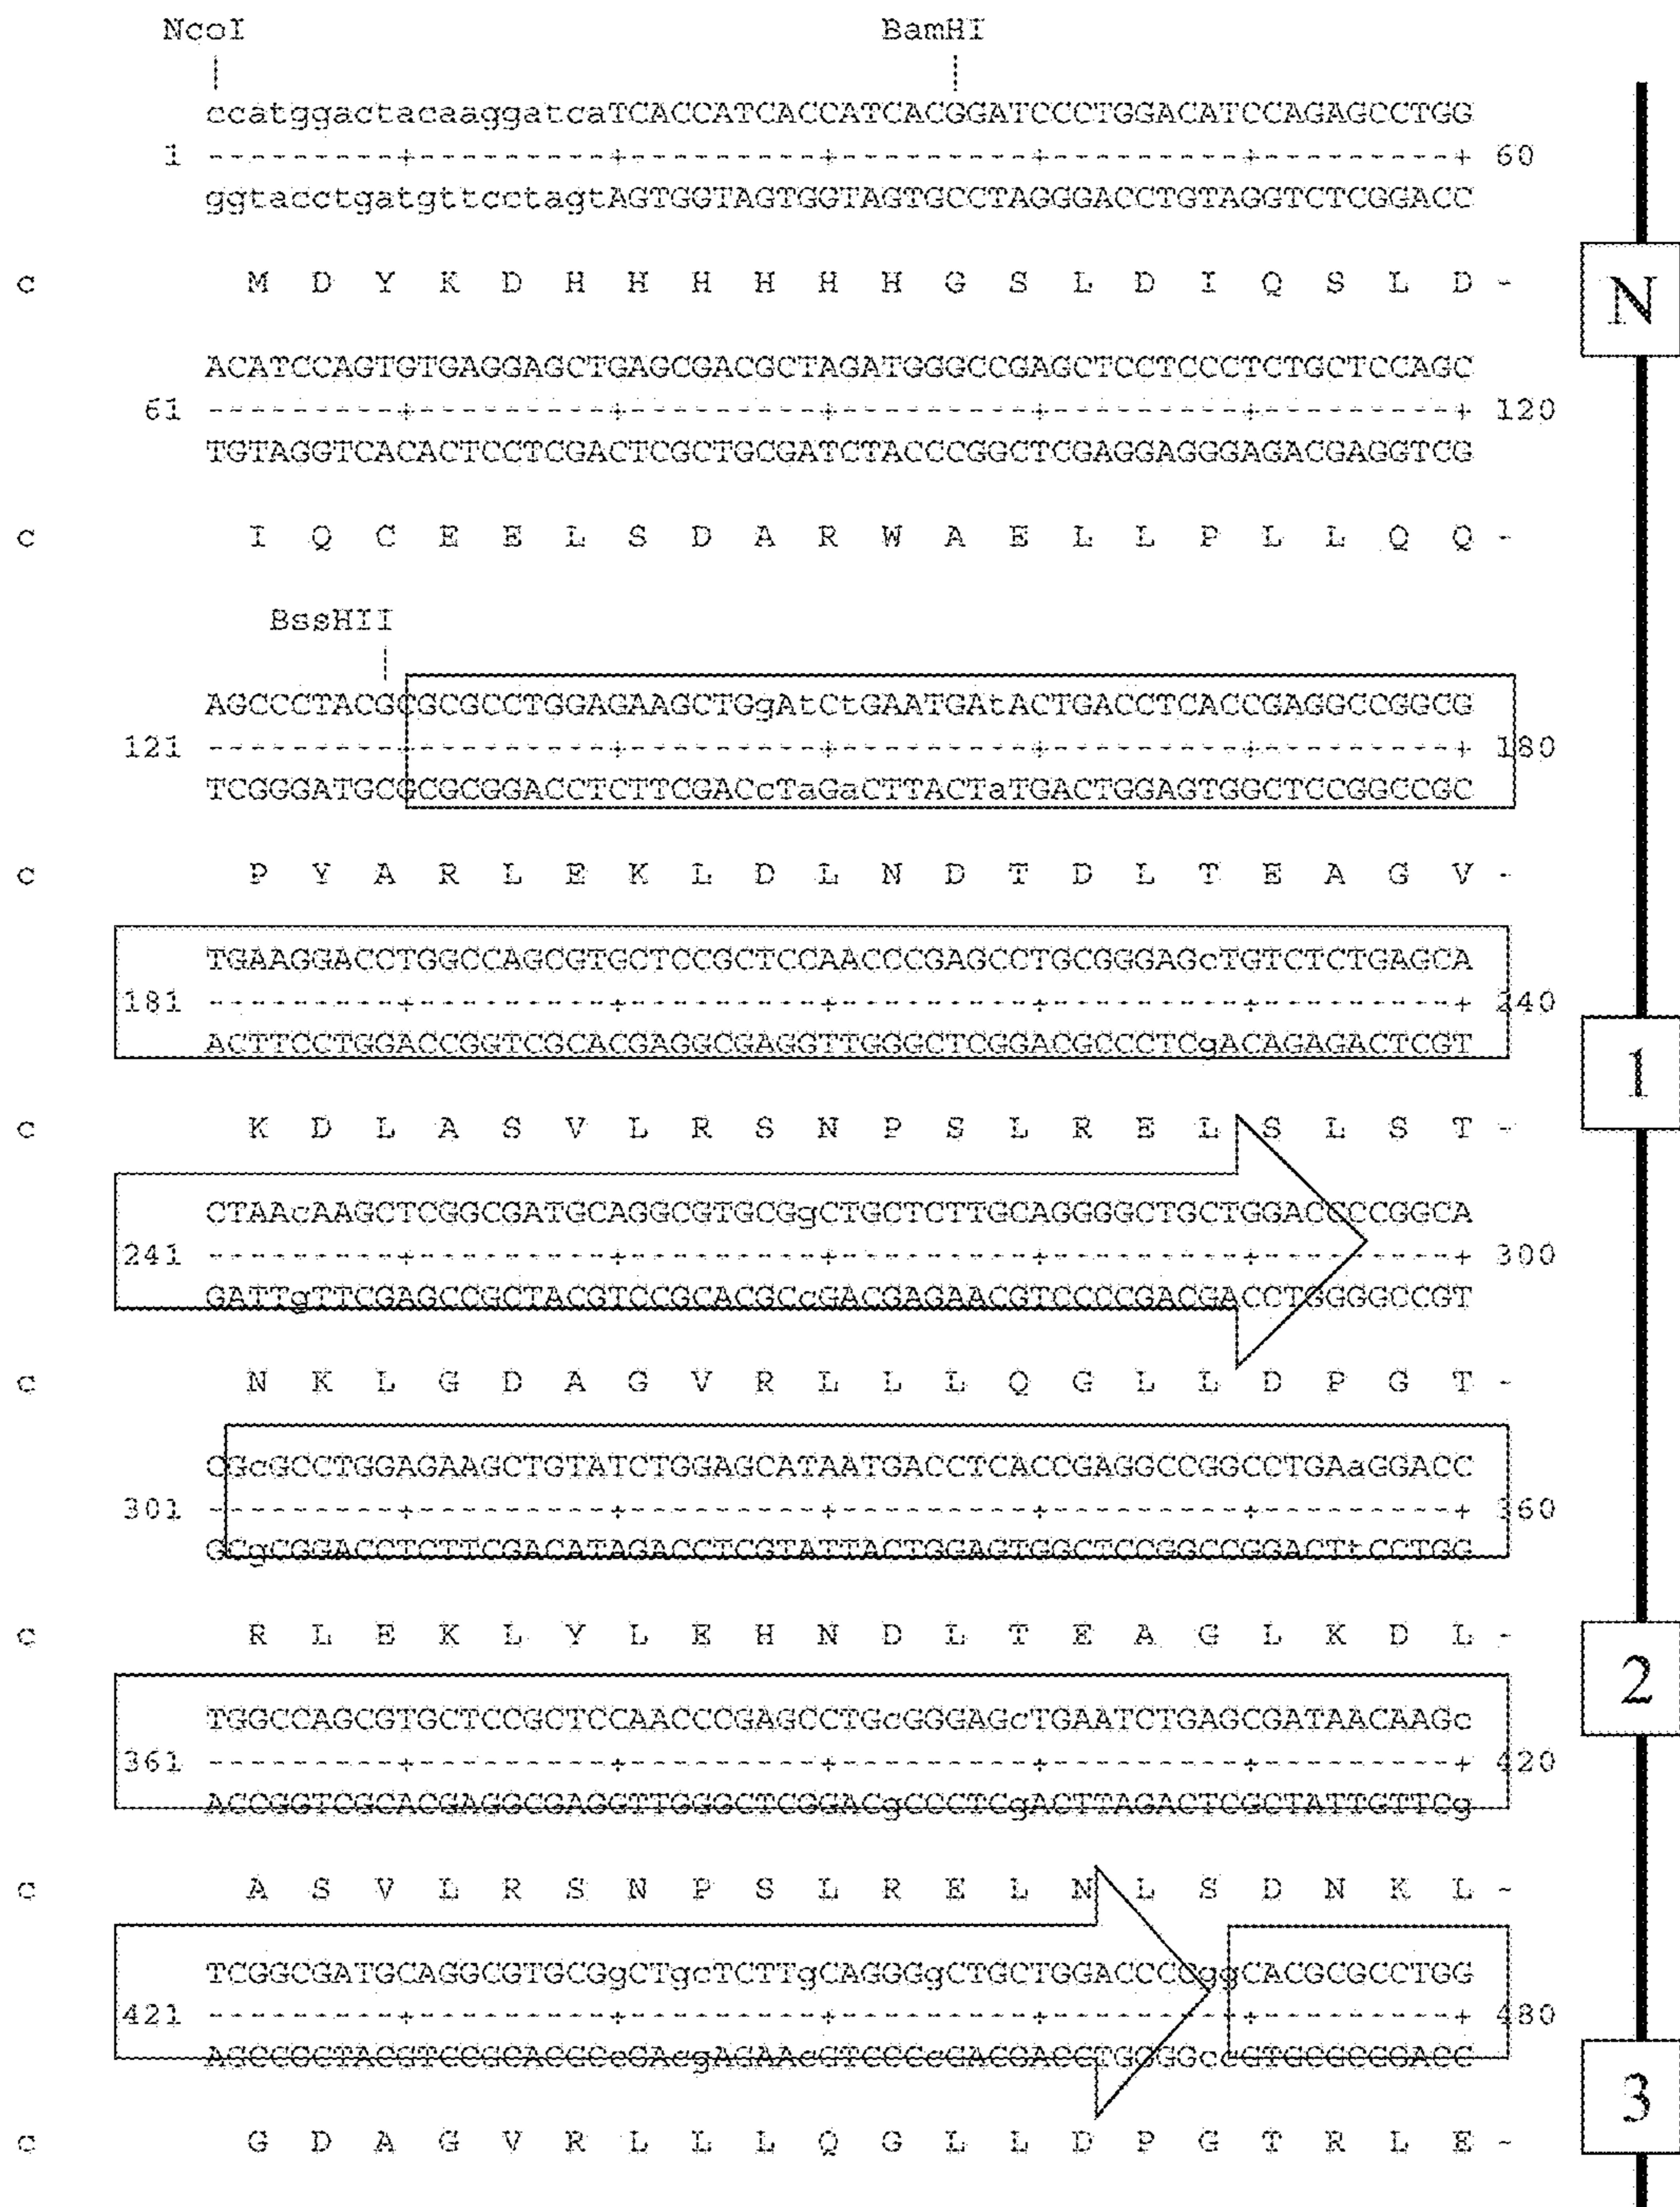 NcoI BamHI
ccatggactacaaggatcaTCACCATCACCATCACGGATCCCTGGACATCCAGAGCCTGG
1 ---------+---------+---------+---------+---------+---------+ 60
ggtacctgatgttcctagtAGTGGTAGTGGTAGTGCCTAGGGACCTGTAGGTCTCGGACC
c M D Y K D H H H H H H G S L D I Q S L D -
N
ACATCCAGTGTGAGGAGCTGAGCGACGCTAGATGGGCCGAGCTCCTCCCTCTGCTCCAGC
61 ---------+---------+---------+---------+---------+---------+ 120
TGTAGGTCACACTCCTCGACTCGCTGCGATCTACCCGGCTCGAGGAGGGAGACGAGGTCG
c I Q C E E L S D A R W A E L L P L L Q Q -
BssHII
AGCCCTACGCGCGCCTGGAGAAGCTGgAtCtGAATGAtACTGACCTCACCGAGGCCGGCG
121 ---------+---------+---------+---------+---------+---------+ 180
TCGGGATGCGCGCGGACCTCTTCGACcTaGaCTTACTaTGACTGGAGTGGCTCCGGCCGC
c P Y A R L E K L D L N D T D L T E A G V -
TGAAGGACCTGGCCAGCGTGCTCCGCTCCAACCCGAGCCTGCGGGAGcTGTCTCTGAGCA
181 ---------+---------+---------+---------+---------+---------+ 240
ACTTCCTGGACCGGTCGCACGAGGCGAGGTTGGGCTCGGACGCCCTCgACAGAGACTCGT
1
c K D L A S V L R S N P S L R E L S L S T -
CTAAcAAGCTCGGCGATGCAGGCGTGCGgCTGCTCTTGCAGGGGCTGCTGGACCCCGGCA
241 ---------+---------+---------+---------+---------+---------+ 300
GATTgTTCGAGCCGCTACGTCCGCACGCcGACGAGAACGTCCCCGACGACCTGGGGCCGT
c N K L G D A G V R L L L Q G L L D P G T -
CGcGCCTGGAGAAGCTGTATCTGGAGCATAATGACCTCACCGAGGCCGGCCTGAaGGACC
301 ---------+---------+---------+---------+---------+---------+ 360
GCgCGGACCTCTTCGACATAGACCTCGTATTACTGGAGTGGCTCCGGCCGGACTtCCTGG
c R L E K L Y L E H N D L T E A G L K D L -
2
TGGCCAGCGTGCTCCGCTCCAACCCGAGCCTGcGGGAGcTGAATCTGAGCGATAACAAGc
361 ---------+---------+---------+---------+---------+---------+ 420
ACCGGTCGCACGAGGCGAGGTTGGGCTCGGACgCCCTCgACTTAGACTCGCTATTGTTCg
c A S V L R S N P S L R E L N L S D N K L -
TCGGCGATGCAGGCGTGCGgCTgcTCTTgCAGGGgCTGCTGGACCCCggCACGCGCCTGG
421 ---------+---------+---------+---------+---------+---------+ 480
AGCCGCTACGTCCGCACGCcGAcgAGAAcGTCCCcGACGACCTGGGGccGTGCGCGGACC
3
c G D A G V R L L L Q G L L D P G T R L E -